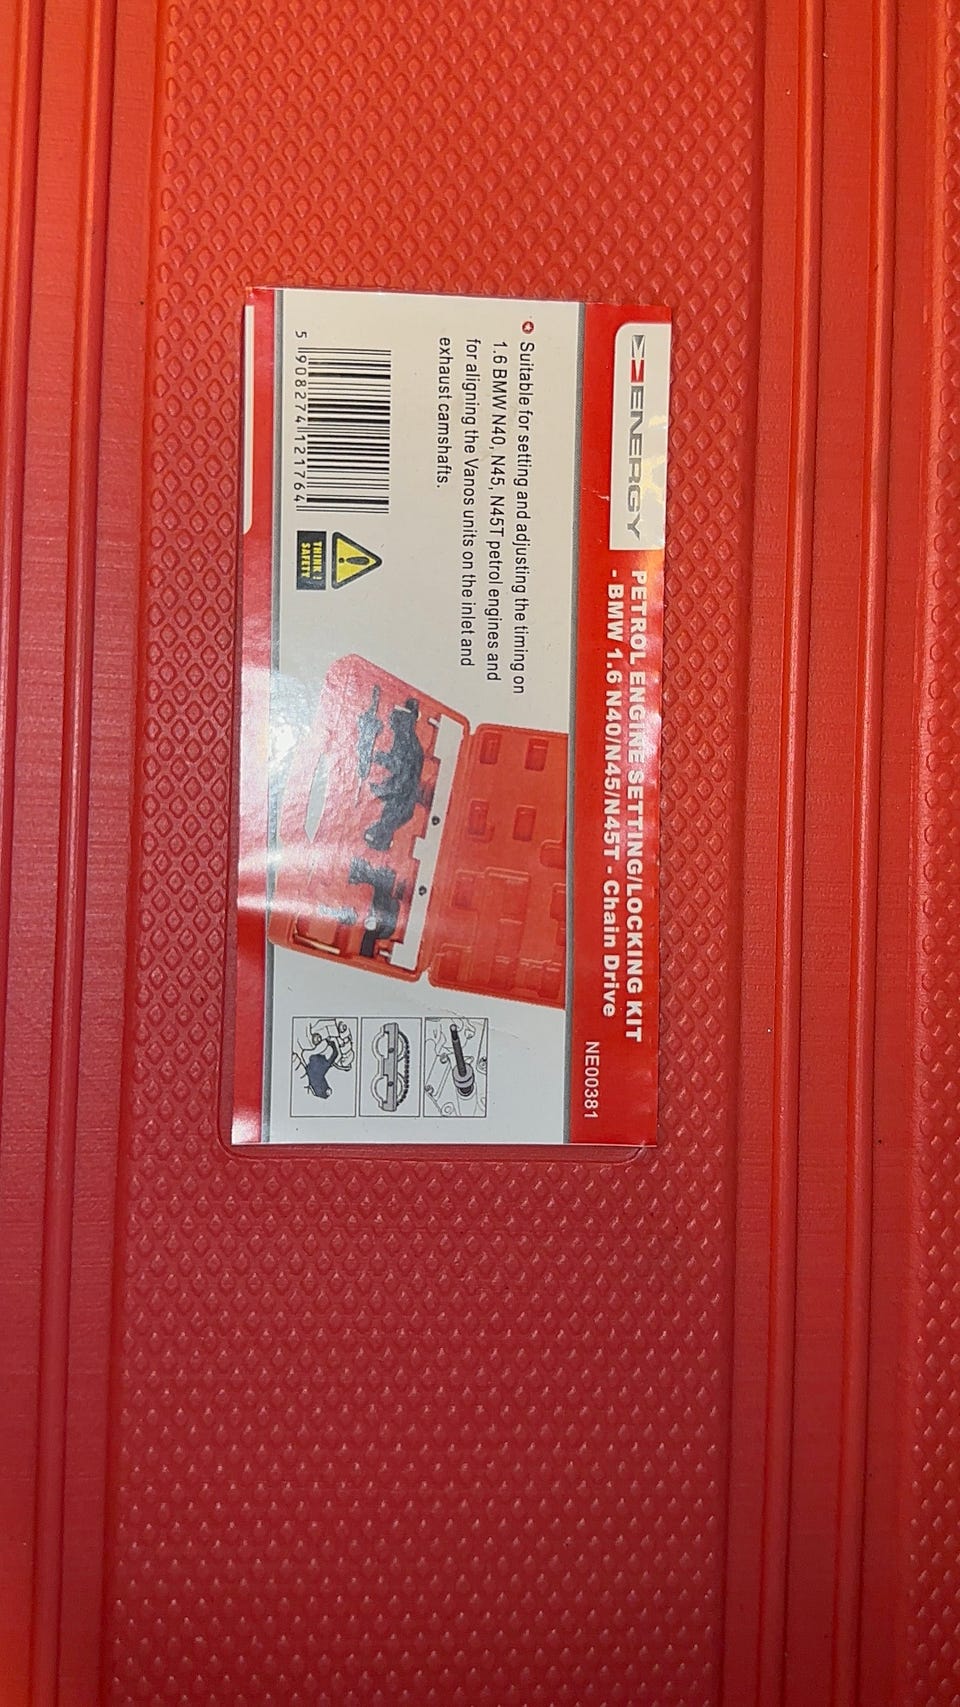 ENERGY
PETROL ENGINE SETTING/LOCKING KIT
- BMW 1.6 N40/N45/N45T - Chain Drive
NE00381
Suitable for setting and adjusting the timing on
1.6 BMW N40, N45, N45T petrol engines and
for aligning the Vanos units on the inlet and
exhaust camshafts.
5 908274 121764
THINK !
SAFETY